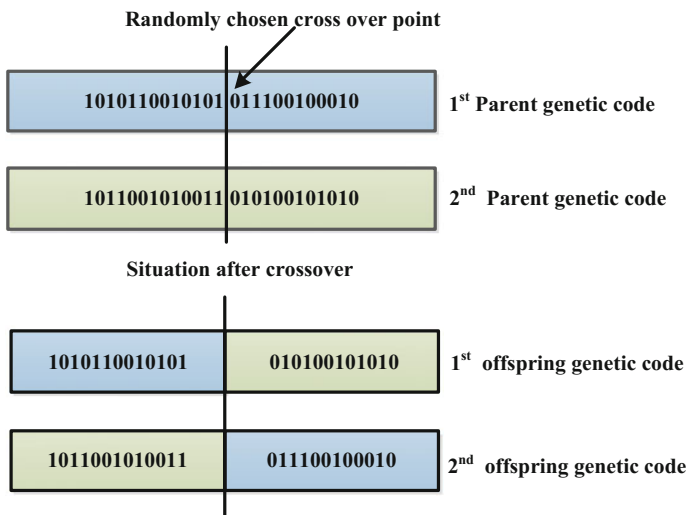 Randomly chosen cross over point
1010110010101 011100100010 1st Parent genetic code
1011001010011 010100101010 2nd Parent genetic code
Situation after crossover
1010110010101 010100101010 1st offspring genetic code
1011001010011 011100100010 2nd offspring genetic code